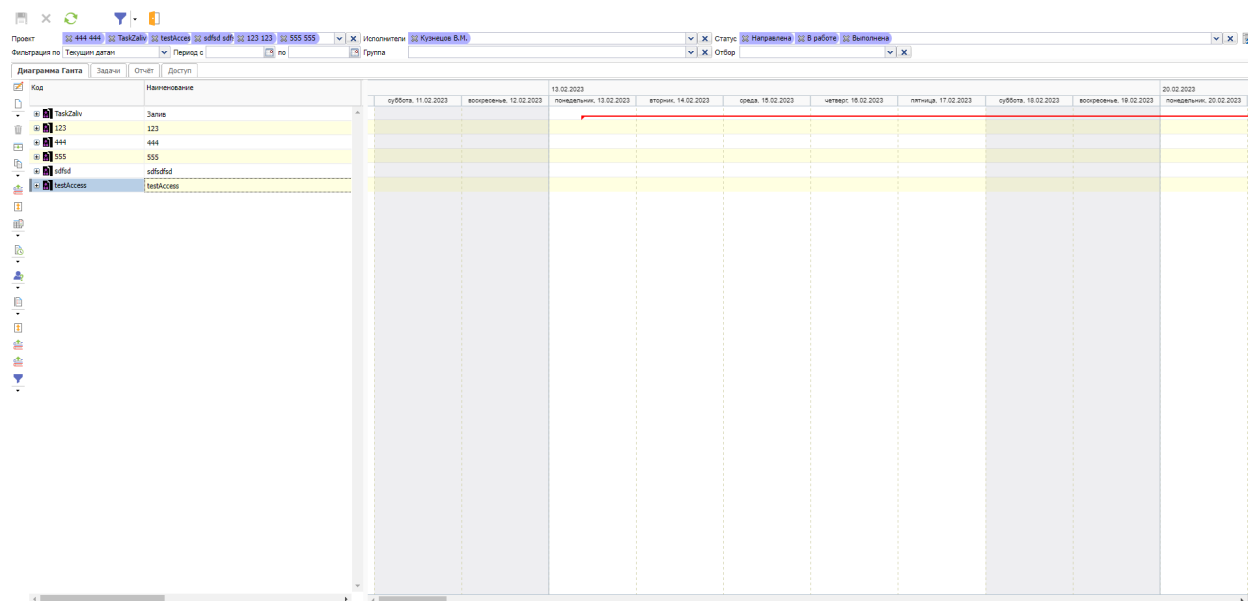 Проект 444 444 TaskZaliv testAcces sdfsd sdf 123 123 555 555 Исполнители Кузнецов В.М. Статус Направлена В работе Выполнена
Фильтрация по Текущим датам Период с по Группа Отбор
Диаграмма Ганта Задачи Отчёт Доступ
Код Наименование
13.02.2023 20.02.2023
суббота, 11.02.2023 воскресенье, 12.02.2023 понедельник, 13.02.2023 вторник, 14.02.2023 среда, 15.02.2023 четверг, 16.02.2023 пятница, 17.02.2023 суббота, 18.02.2023 воскресенье, 19.02.2023 понедельник, 20.02.2023
TaskZaliv Залив
123 123
444 444
555 555
sdfsd sdfsdfsd
testAccess testAccess